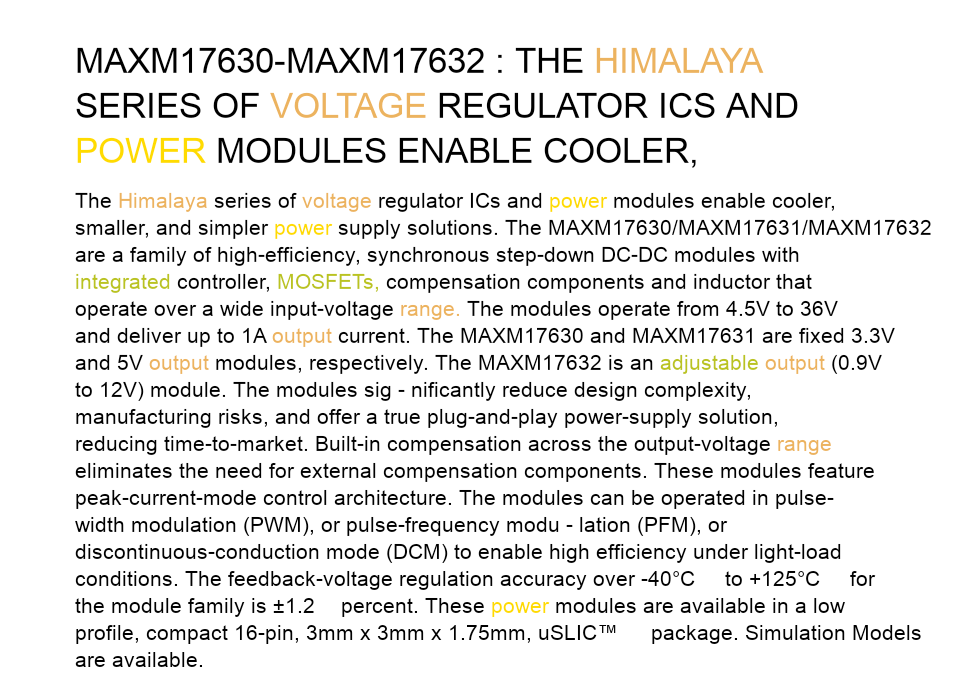 MAXM17630-MAXM17632 : THE HIMALAYA
SERIES OF VOLTAGE REGULATOR ICS AND
POWER MODULES ENABLE COOLER,
The Himalaya series of voltage regulator ICs and power modules enable cooler,
smaller, and simpler power supply solutions. The MAXM17630/MAXM17631/MAXM17632
are a family of high-efficiency, synchronous step-down DC-DC modules with
integrated controller, MOSFETs, compensation components and inductor that
operate over a wide input-voltage range. The modules operate from 4.5V to 36V
and deliver up to 1A output current. The MAXM17630 and MAXM17631 are fixed 3.3V
and 5V output modules, respectively. The MAXM17632 is an adjustable output (0.9V
to 12V) module. The modules sig - nificantly reduce design complexity,
manufacturing risks, and offer a true plug-and-play power-supply solution,
reducing time-to-market. Built-in compensation across the output-voltage range
eliminates the need for external compensation components. These modules feature
peak-current-mode control architecture. The modules can be operated in pulse-
width modulation (PWM), or pulse-frequency modu - lation (PFM), or
discontinuous-conduction mode (DCM) to enable high efficiency under light-load
conditions. The feedback-voltage regulation accuracy over -40°C to +125°C for
the module family is ±1.2 percent. These power modules are available in a low
profile, compact 16-pin, 3mm x 3mm x 1.75mm, uSLIC™ package. Simulation Models
are available.